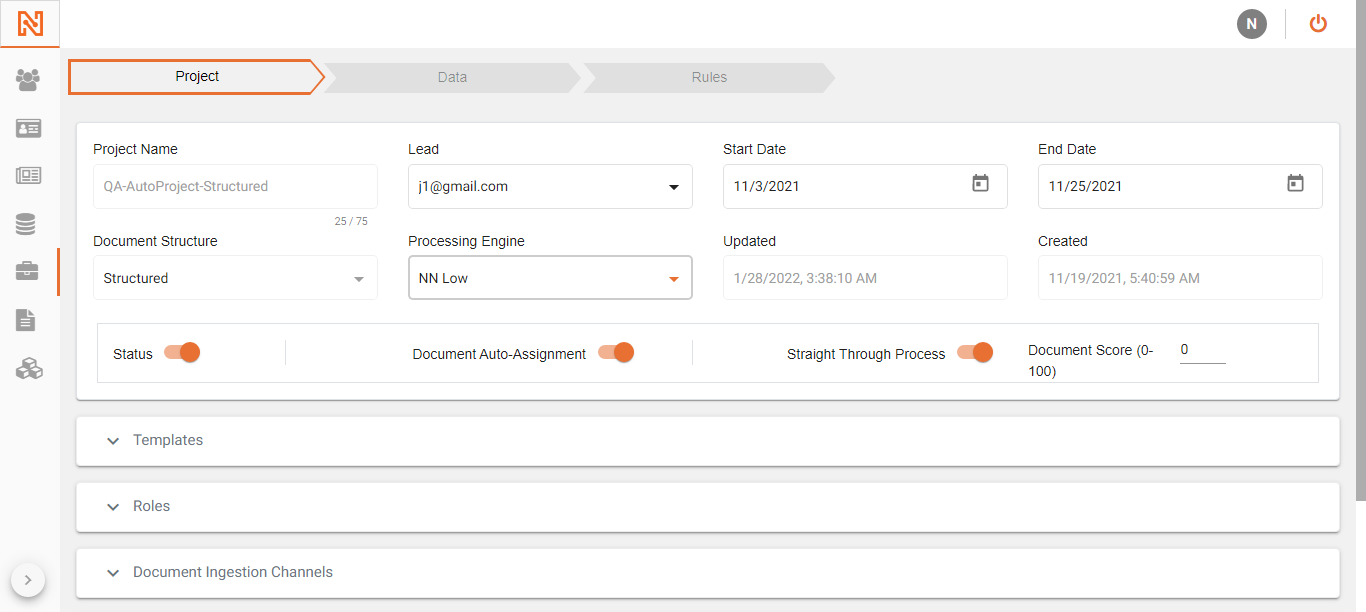 N
Project
Data
Rules
Project Name
Lead
Start Date
End Date
QA-AutoProject-Structured
j1@gmail.com
11/3/2021
11/25/2021
25 / 75
Document Structure
Processing Engine
Updated
Created
Structured
NN Low
1/28/2022, 3:38:10 AM
11/19/2021, 5:40:59 AM
Status
Document Auto-Assignment
Straight Through Process
Document Score (0-
100)
0
Templates
Roles
Document Ingestion Channels